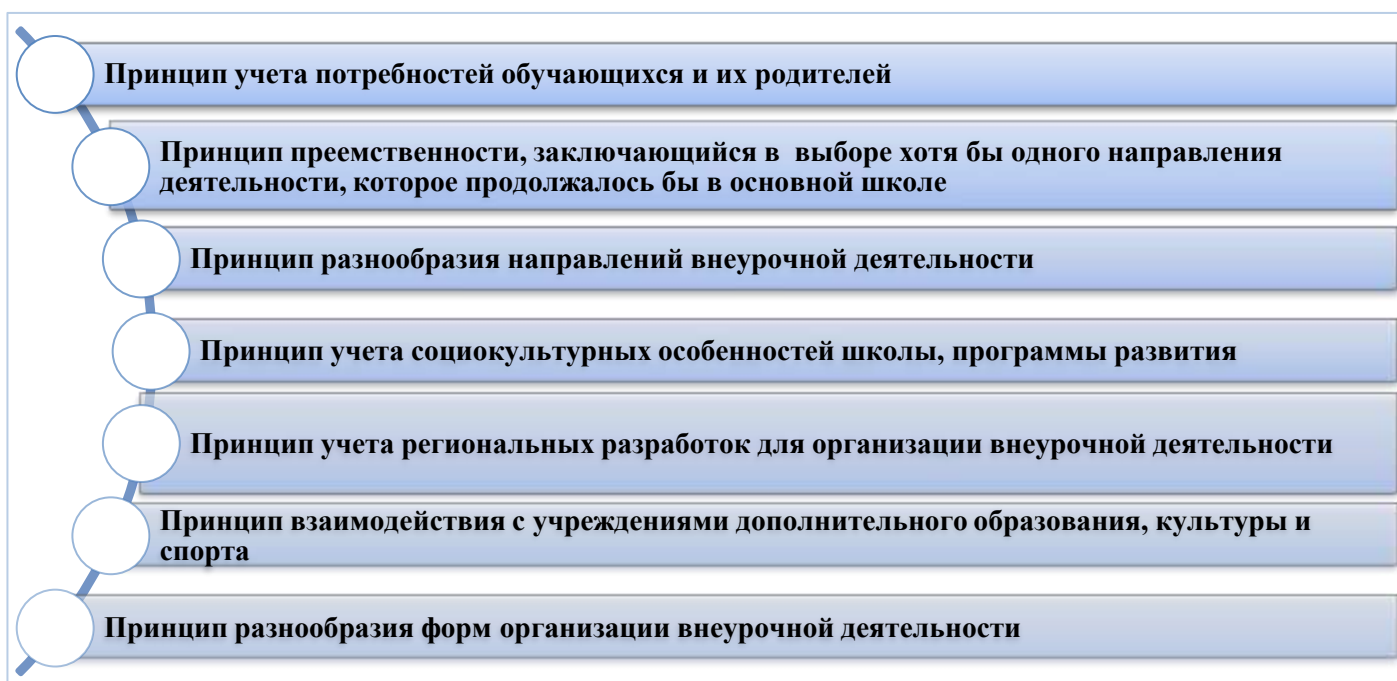 Принцип учета потребностей обучающихся и их родителей
Принцип преемственности, заключающийся в выборе хотя бы одного направления
деятельности, которое продолжалось бы в основной школе
Принцип разнообразия направлений внеурочной деятельности
Принцип учета социокультурных особенностей школы, программы развития
Принцип учета региональных разработок для организации внеурочной деятельности
Принцип взаимодействия с учреждениями дополнительного образования, культуры и
спорта
Принцип разнообразия форм организации внеурочной деятельности